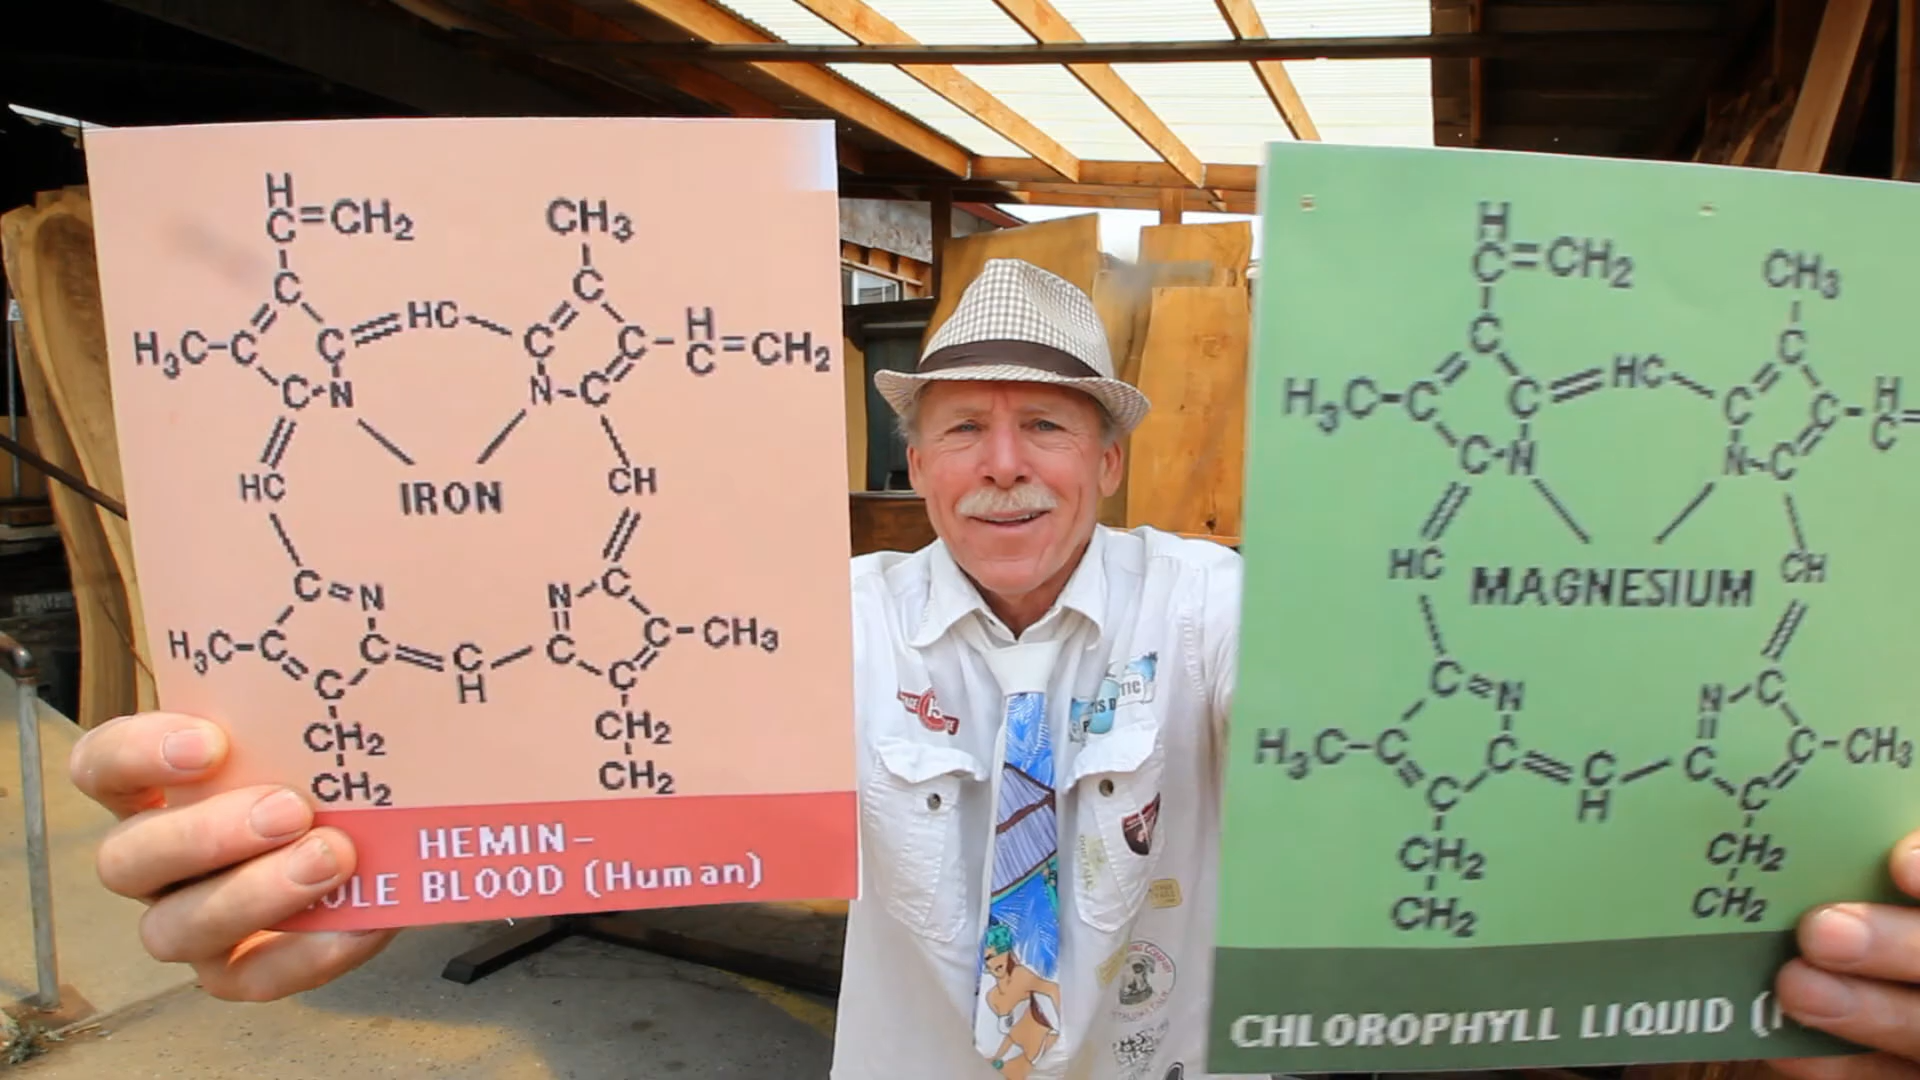 H
C=CH2
CH3
C
C
H3C-C
C=HC
C
C-C=CH2
H
C-N
N-C
HC
IRON
CH
C=N
N-C
H3C-C
C=C
H
C
C-CH3
C
C
CH2
CH2
CH2
CH2
HEMIN-
BLOOD (Human)
H
C=CH2
CH3
C
C
H3C-C
C=HC
C
C-C=
H
C-N
N-C
HC
MAGNESIUM
CH
C=N
N-C
H3C-C
C=C
H
C
C-CH3
C
C
CH2
CH2
CH2
CH2
CHLOROPHYLL LIQUID (